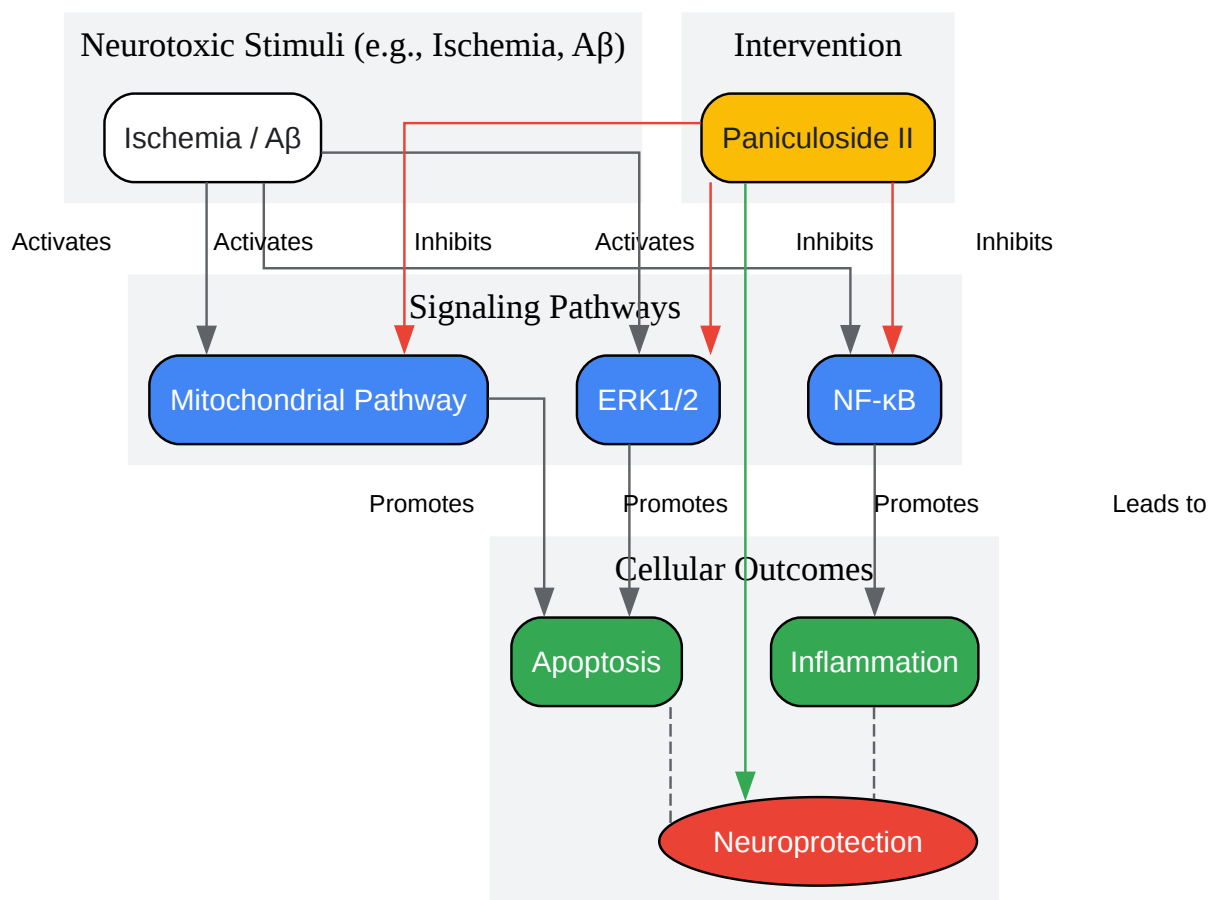 Neurotoxic Stimuli (e.g., Ischemia, Aβ)
Intervention
Ischemia / Aβ
Paniculoside II
Activates
Activates
Inhibits
Activates
Inhibits
Inhibits
Signaling Pathways
Mitochondrial Pathway
ERK1/2
NF-κB
Promotes
Promotes
Promotes
Leads to
Cellular Outcomes
Apoptosis
Inflammation
Neuroprotection